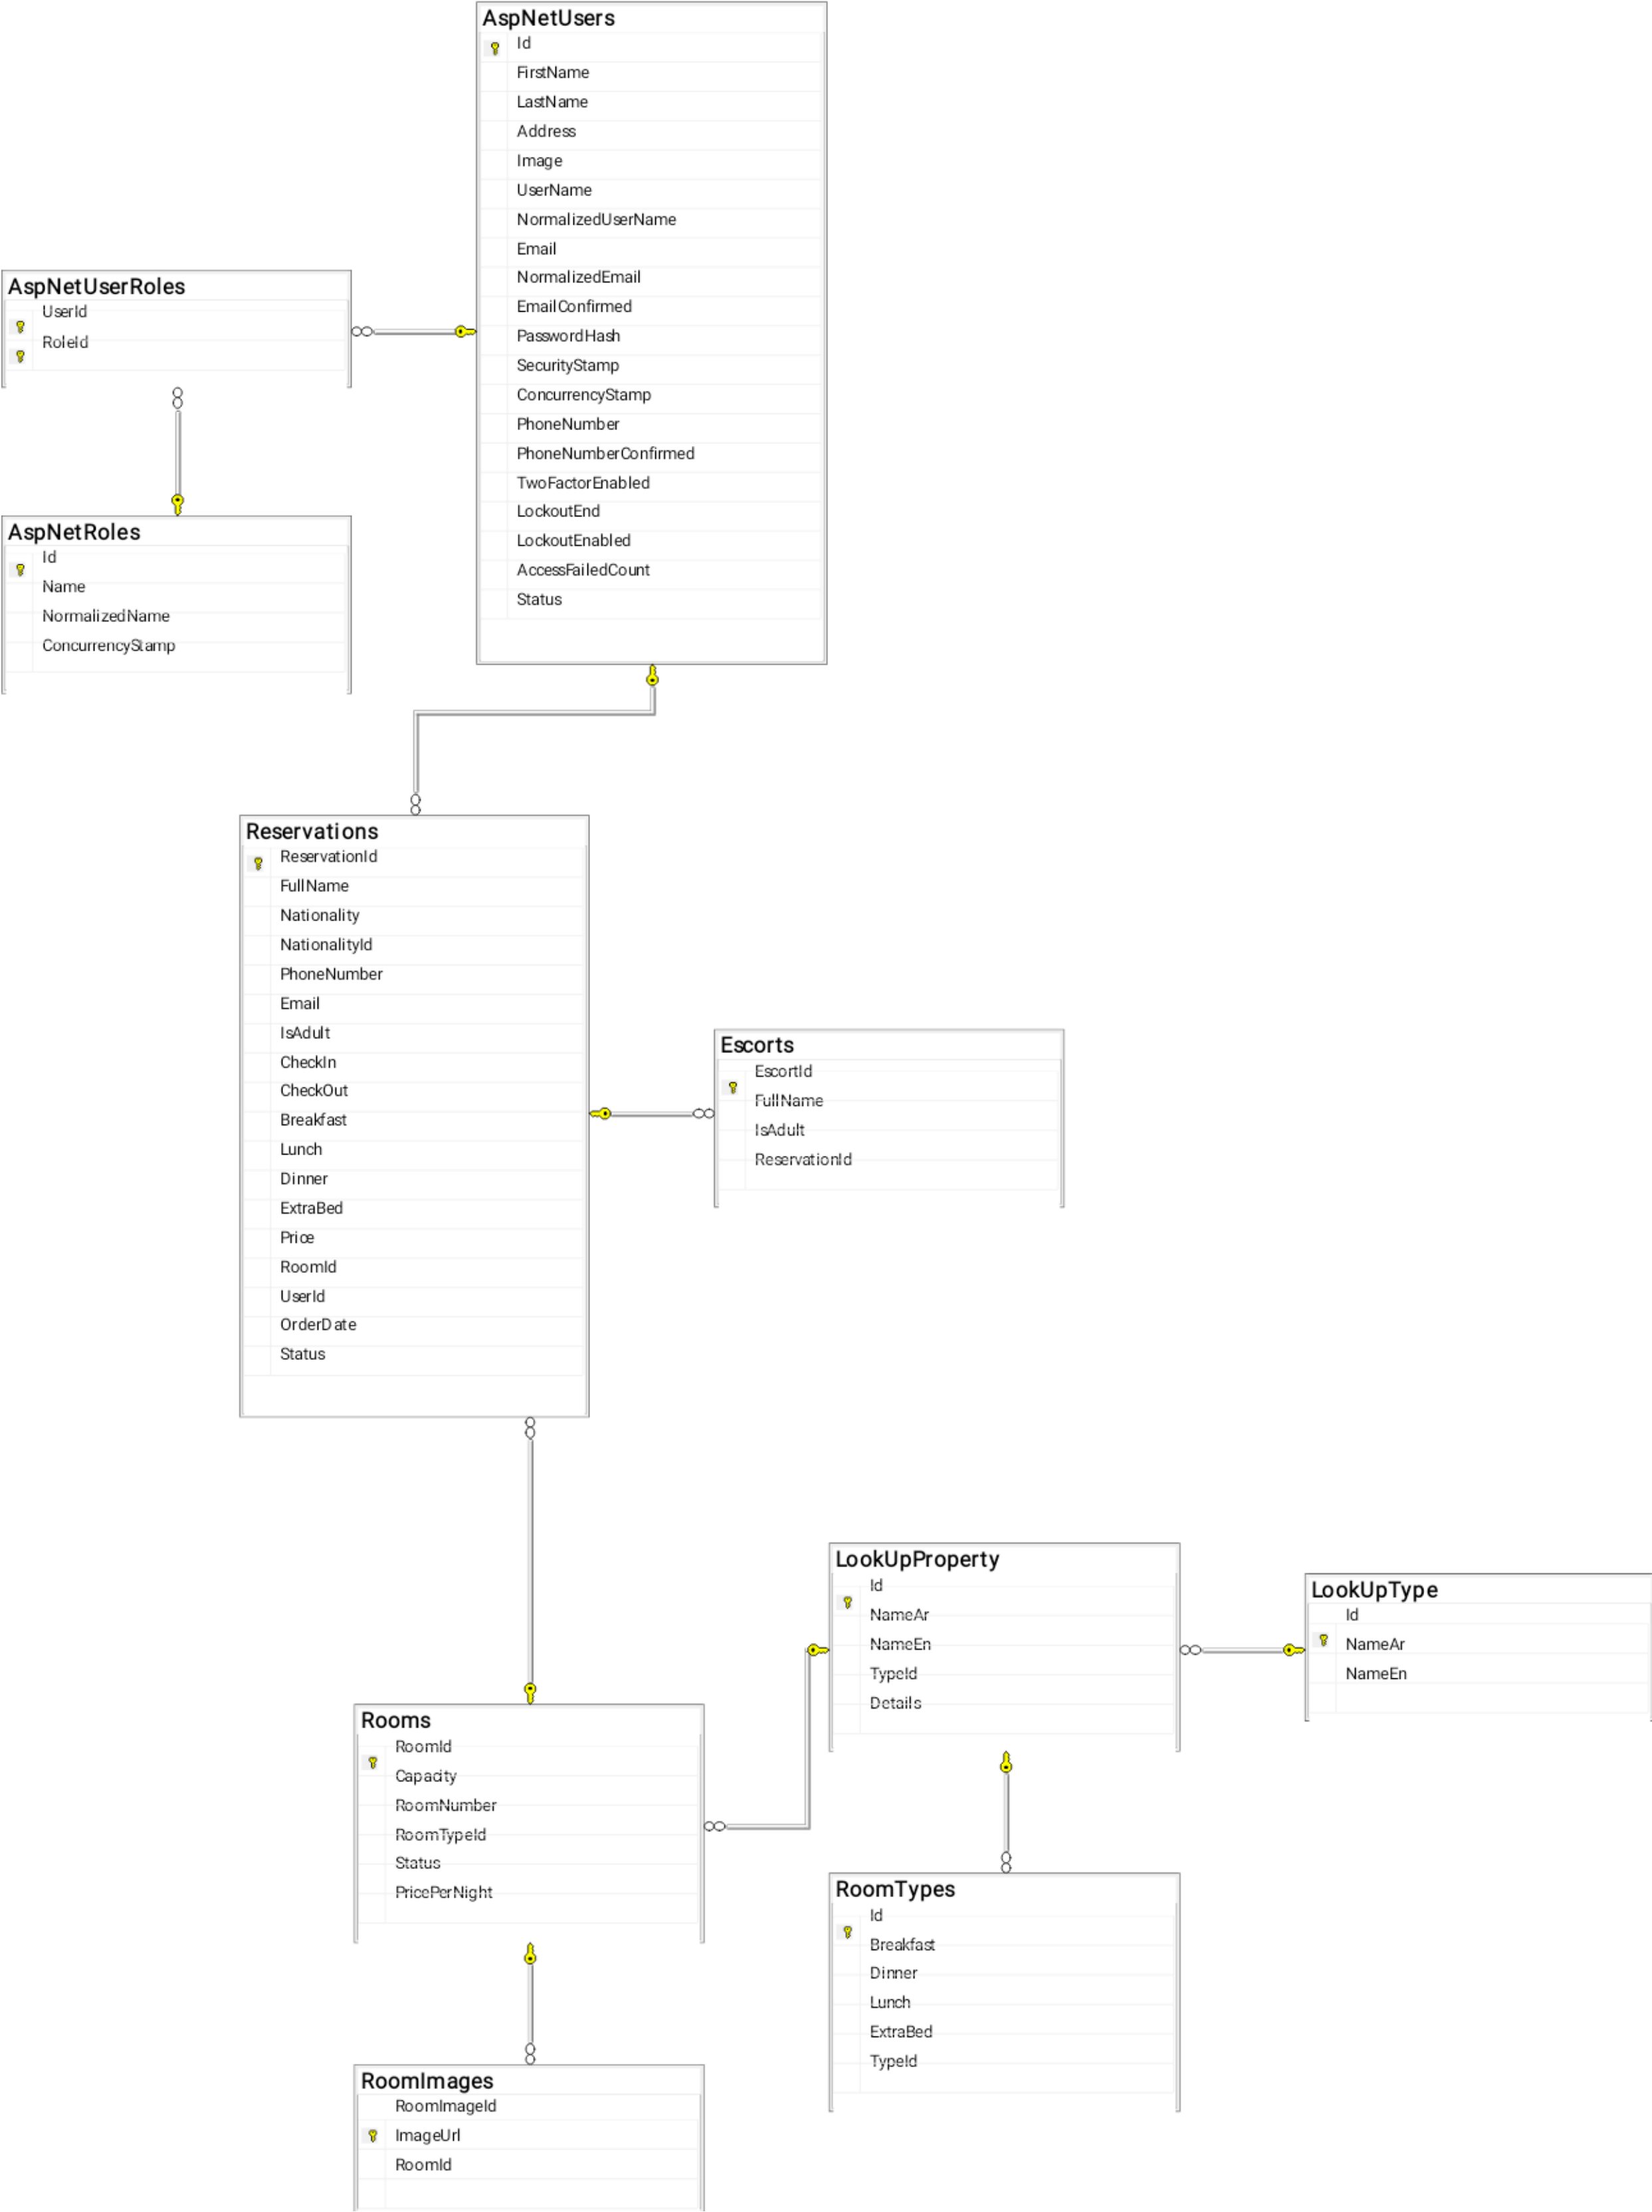 AspNetUsers
Id
FirstName
LastName
Address
Image
UserName
NormalizedUserName
Email
NormalizedEmail
EmailConfirmed
PasswordHash
SecurityStamp
ConcurrencyStamp
PhoneNumber
PhoneNumberConfirmed
TwoFactorEnabled
LockoutEnd
LockoutEnabled
AccessFailedCount
Status
AspNetUserRoles
UserId
RoleId
AspNetRoles
Id
Name
NormalizedName
ConcurrencyStamp
Reservations
ReservationId
FullName
Nationality
NationalityId
PhoneNumber
Email
IsAdult
CheckIn
CheckOut
Breakfast
Lunch
Dinner
ExtraBed
Price
RoomId
UserId
OrderDate
Status
Escorts
EscortId
FullName
IsAdult
ReservationId
LookUpProperty
Id
NameAr
NameEn
TypeId
Details
LookUpType
Id
NameAr
NameEn
Rooms
RoomId
Capacity
RoomNumber
RoomTypeId
Status
PricePerNight
RoomTypes
Id
Breakfast
Dinner
Lunch
ExtraBed
TypeId
RoomImages
RoomImageId
ImageUrl
RoomId